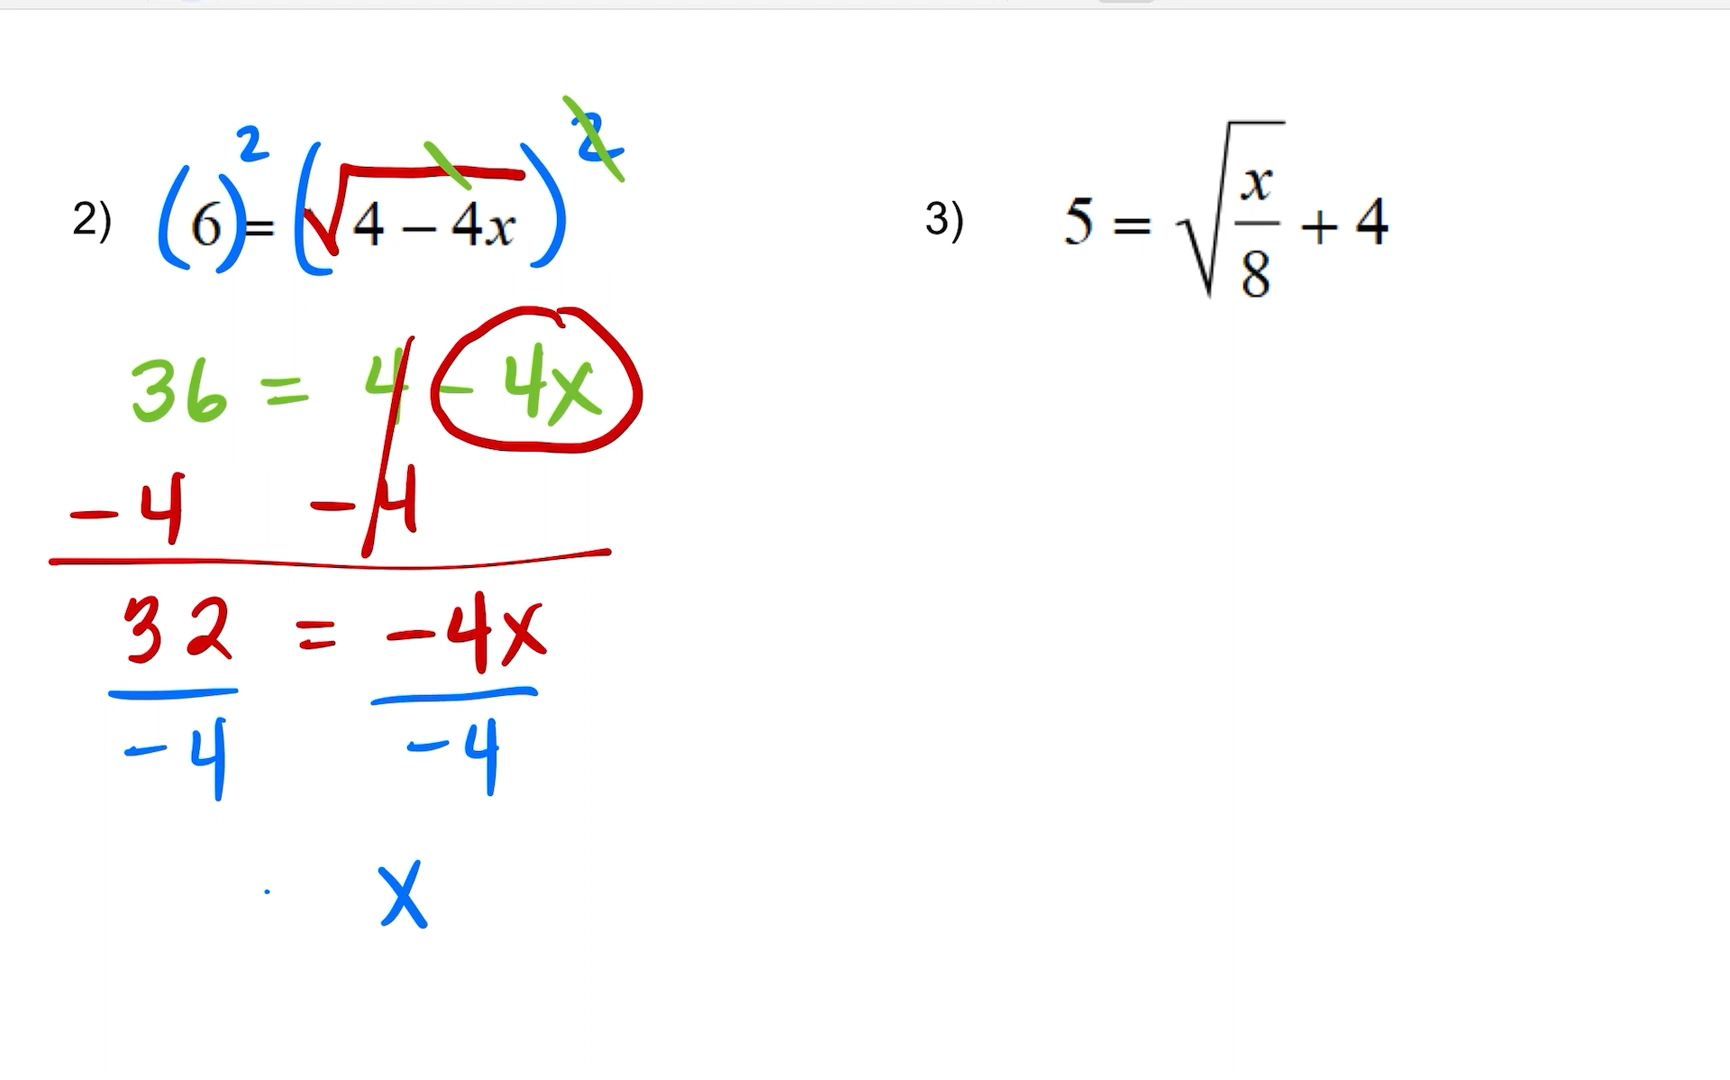 2) (6)² = (√4 – 4x)²
36 = 4 - 4x
-4 -4
32 = -4x
-4 -4
x
3) 5 = √x/8 + 4